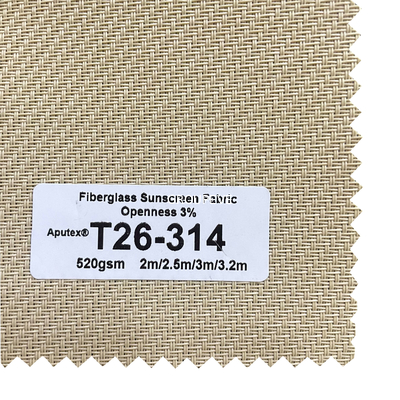 Fiberglass Sunscreen Fabric
Openness 3%
Aputex® T26-314
520gsm 2m/2.5m/3m/3.2m